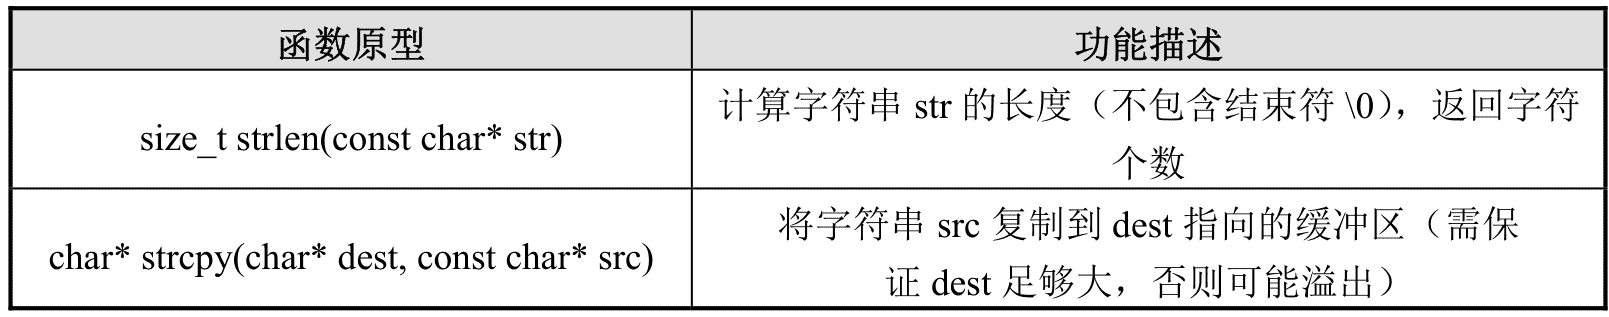 函数原型
功能描述
size_t strlen(const char* str)
计算字符串 str 的长度（不包含结束符 \0），返回字符
个数
char* strcpy(char* dest, const char* src)
将字符串 src 复制到 dest 指向的缓冲区（需保
证 dest 足够大，否则可能溢出）